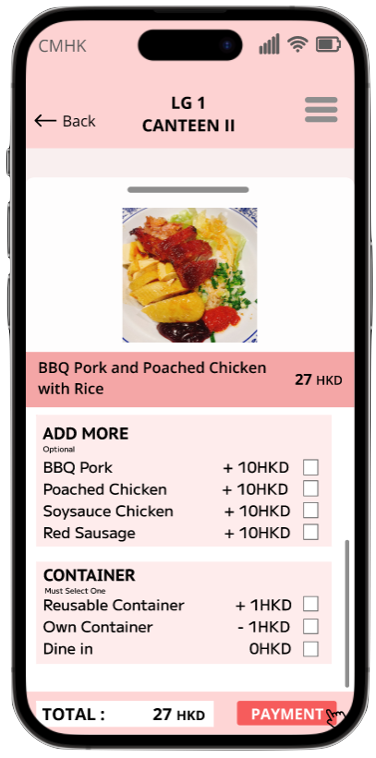 CMHK
LG 1
← Back
CANTEEN II
BBQ Pork and Poached Chicken
with Rice
27 HKD
ADD MORE
Optional
BBQ Pork + 10HKD
Poached Chicken + 10HKD
Soysauce Chicken + 10HKD
Red Sausage + 10HKD
CONTAINER
Must Select One
Reusable Container + 1HKD
Own Container - 1HKD
Dine in 0HKD
TOTAL : 27 HKD PAYMENT